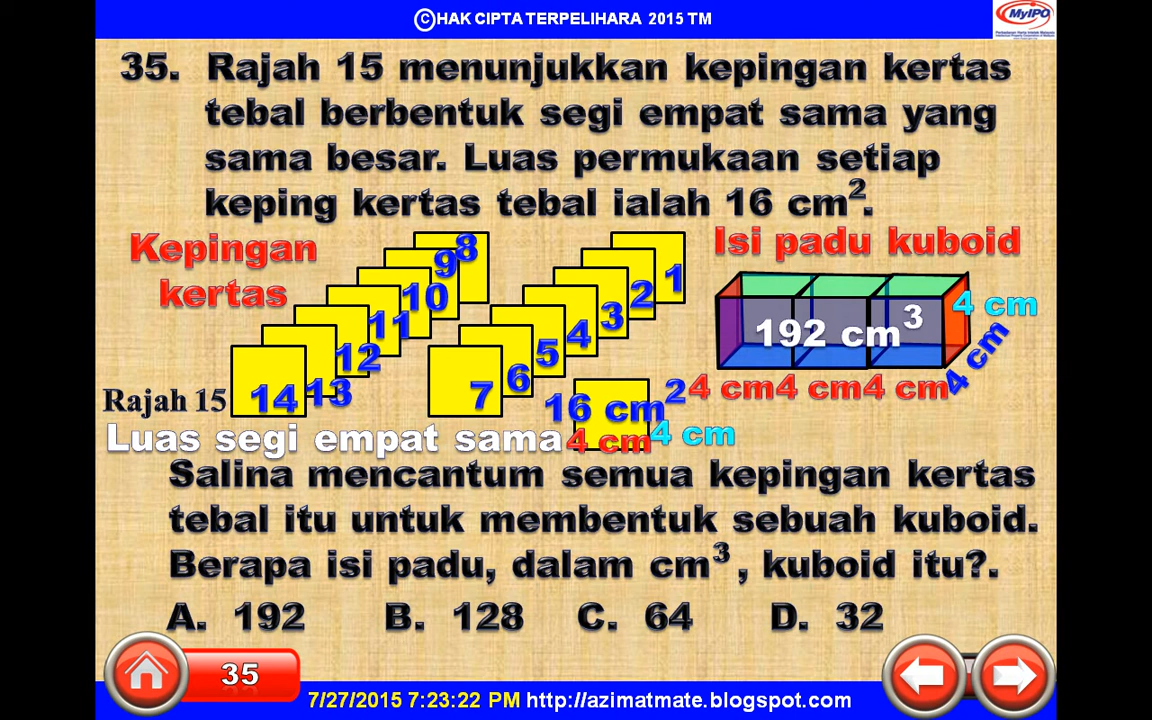 ©HAK CIPTA TERPELIHARA 2015 TM
MyIPO
35. Rajah 15 menunjukkan kepingan kertas
tebal berbentuk segi empat sama yang
sama besar. Luas permukaan setiap
keping kertas tebal ialah 16 cm².
Kepingan
kertas
8
9
10
11
12
13
14
1
2
3
4
5
6
7
Isi padu kuboid
192 cm³
4 cm
4 cm
4 cm4 cm4 cm
Rajah 15
16 cm²
Luas segi empat sama
4 cm
4 cm
Salina mencantum semua kepingan kertas
tebal itu untuk membentuk sebuah kuboid.
Berapa isi padu, dalam cm³, kuboid itu?.
A. 192 B. 128 C. 64 D. 32
35
7/27/2015 7:23:22 PM http://azimatmate.blogspot.com